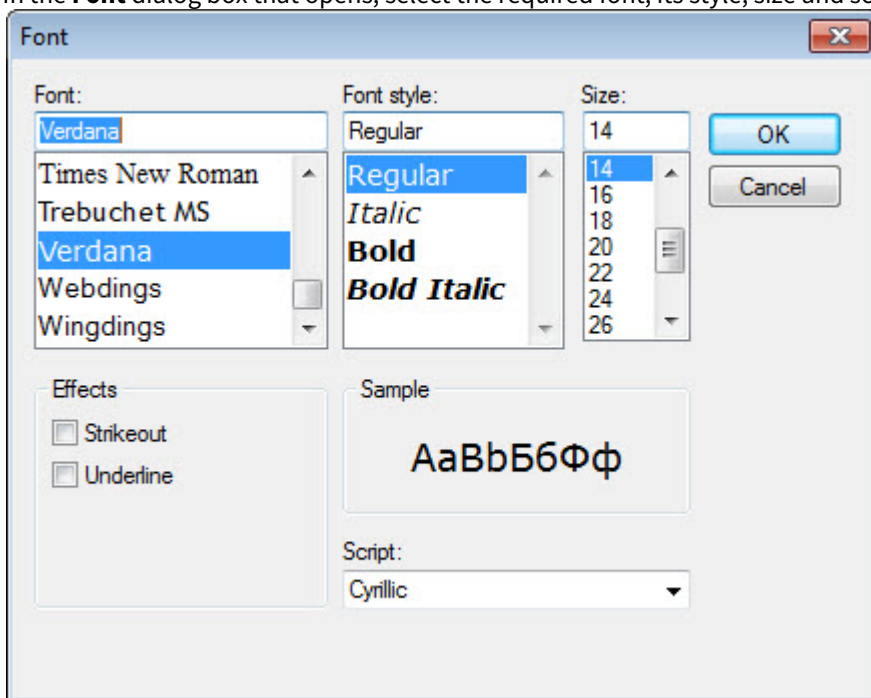 In the Font dialog box that opens, select the required font, its style, size and
Font
Font:
Verdana
Times New Roman
Trebuchet MS
Verdana
Webdings
Wingdings
Font style:
Regular
Regular
Italic
Bold
Bold Italic
Size:
14
14
16
18
20
22
24
26
OK
Cancel
Effects
Strikeout
Underline
Sample
AaBbБбФф
Script:
Cyrillic